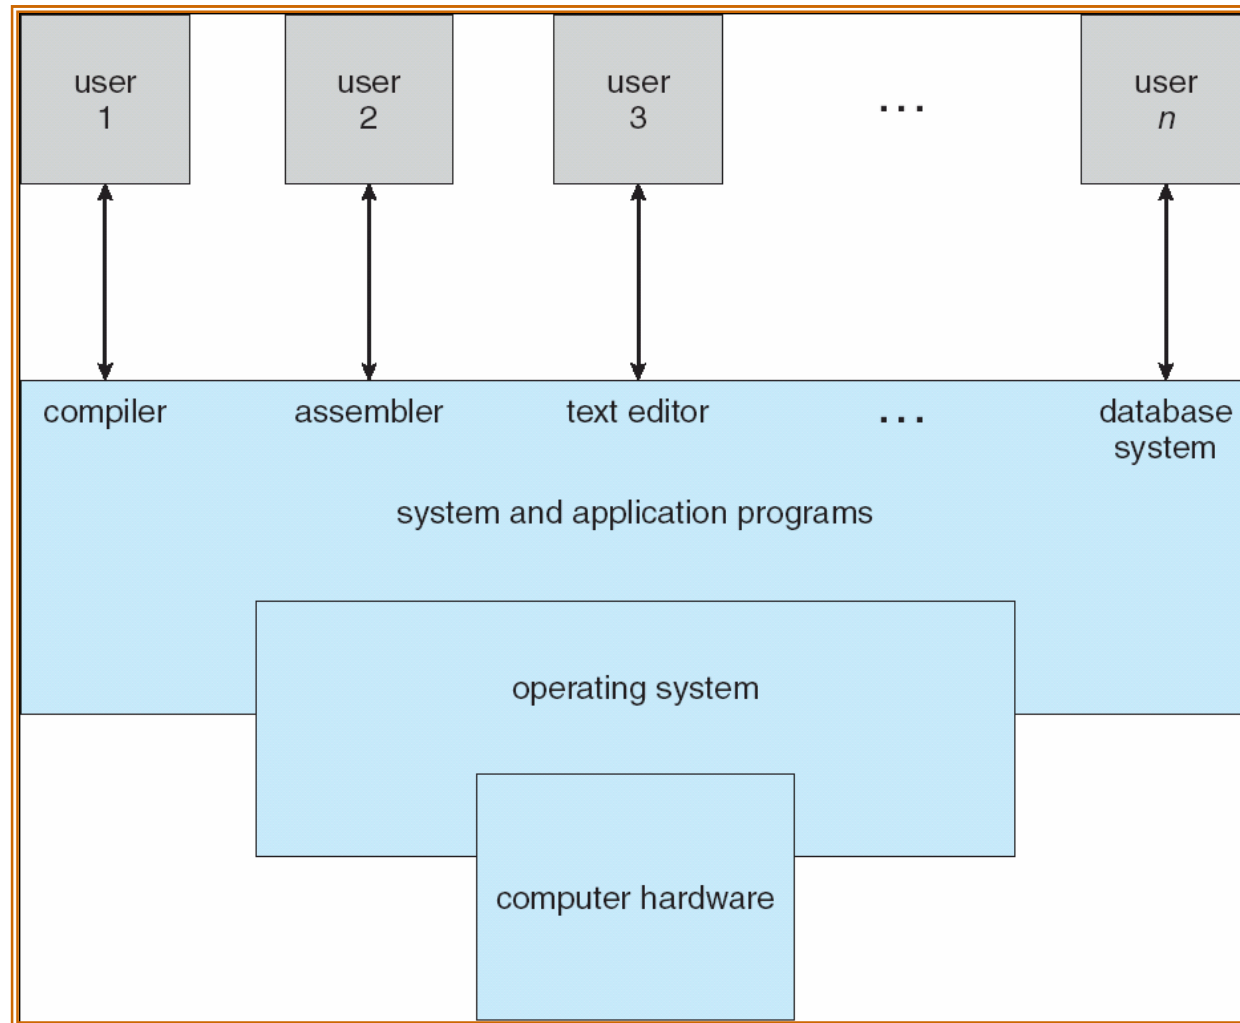 user
1
user
2
user
3
...
user
n
compiler
assembler
text editor
...
database
system
system and application programs
operating system
computer hardware